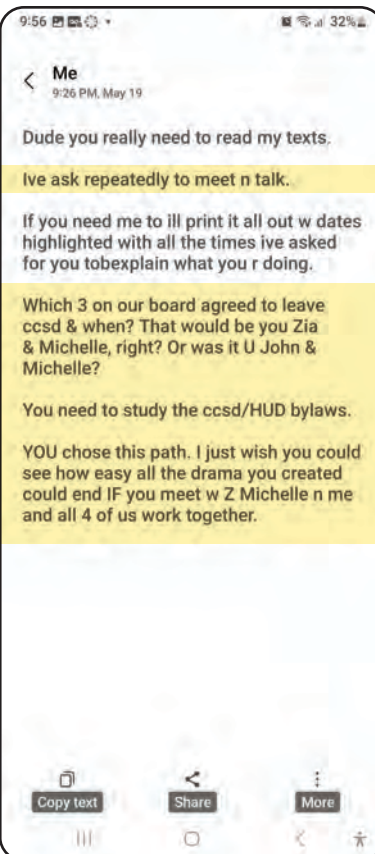 9:56
32%
Me
9:26 PM, May 19
Dude you really need to read my texts.
Ive ask repeatedly to meet n talk.
If you need me to ill print it all out w dates
highlighted with all the times ive asked
for you tobexplain what you r doing.
Which 3 on our board agreed to leave
ccsd & when? That would be you Zia
& Michelle, right? Or was it U John &
Michelle?
You need to study the ccsd/HUD bylaws.
YOU chose this path. I just wish you could
see how easy all the drama you created
could end IF you meet w Z Michelle n me
and all 4 of us work together.
Copy text
Share
More